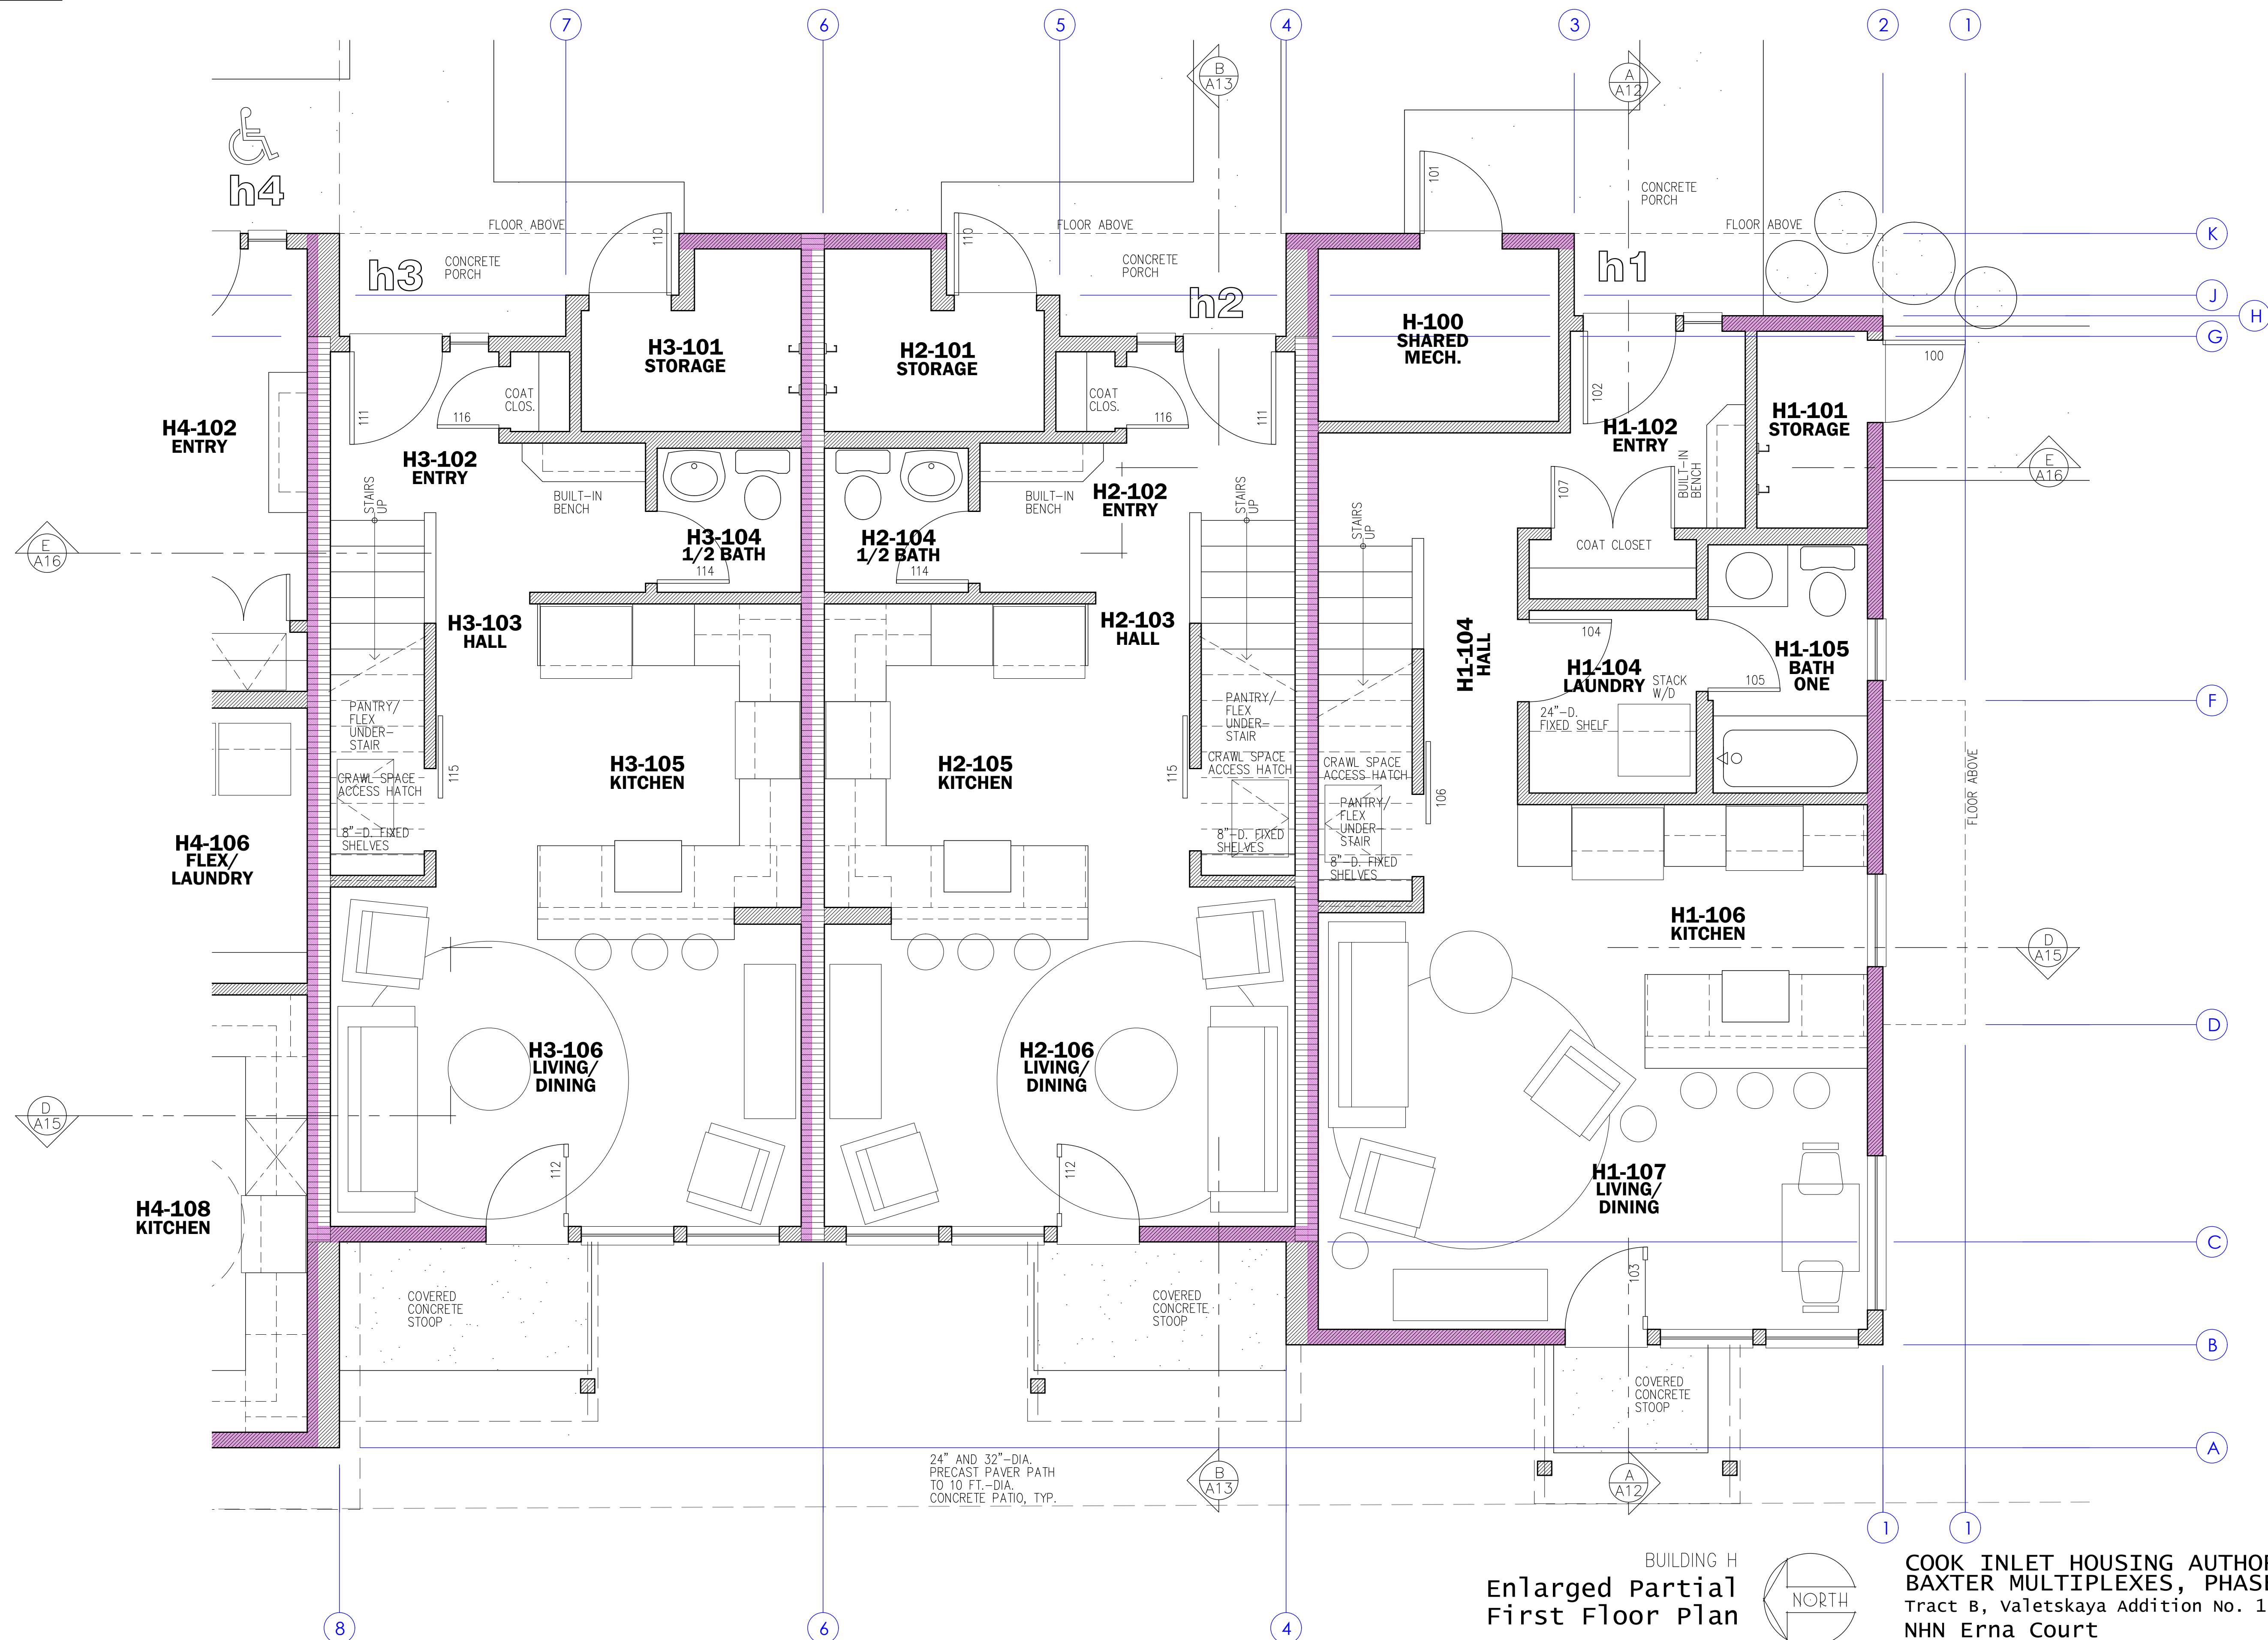 7
6
5
4
3
2
1
B
A13
A
A12
h4
FLOOR ABOVE
110
110
FLOOR ABOVE
101
CONCRETE
PORCH
FLOOR ABOVE
K
h3
CONCRETE
PORCH
CONCRETE
PORCH
h2
h1
J
H
G
H-100
SHARED
MECH.
H3-101
STORAGE
H2-101
STORAGE
100
COAT
CLOS.
COAT
CLOS.
102
111
116
116
111
H1-101
STORAGE
H4-102
ENTRY
H1-102
ENTRY
H3-102
ENTRY
BUILT-IN
BENCH
E
A16
STAIRS
UP
BUILT-IN
BENCH
BUILT-IN
BENCH
H2-102
ENTRY
STAIRS
UP
107
STAIRS
UP
H3-104
1/2 BATH
H2-104
1/2 BATH
E
A16
COAT CLOSET
114
114
H3-103
HALL
H2-103
HALL
104
H1-104
HALL
H1-105
BATH
ONE
H1-104
LAUNDRY
STACK
W/D
105
PANTRY/
FLEX
UNDER-
STAIR
PANTRY/
FLEX
UNDER-
STAIR
24"-D.
FIXED SHELF
F
H3-105
KITCHEN
H2-105
KITCHEN
115
115
CRAWL SPACE
ACCESS HATCH
CRAWL SPACE
ACCESS HATCH
CRAWL SPACE
ACCESS HATCH
FLOOR ABOVE
106
PANTRY/
FLEX
UNDER-
STAIR
8"-D. FIXED
SHELVES
8"-D. FIXED
SHELVES
8"-D. FIXED
SHELVES
H4-106
FLEX/
LAUNDRY
H1-106
KITCHEN
D
A15
D
H3-106
LIVING/
DINING
H2-106
LIVING/
DINING
D
A15
112
112
H1-107
LIVING/
DINING
H4-108
KITCHEN
C
103
COVERED
CONCRETE
STOOP
COVERED
CONCRETE
STOOP
B
COVERED
CONCRETE
STOOP
A
24" AND 32"-DIA.
PRECAST PAVER PATH
TO 10 FT.-DIA.
CONCRETE PATIO, TYP.
B
A13
A
A12
1
1
8
6
4
BUILDING H
Enlarged Partial
First Floor Plan
NORTH
COOK INLET HOUSING AUTHO
BAXTER MULTIPLEXES, PHAS
Tract B, Valetskaya Addition No. 1
NHN Erna Court